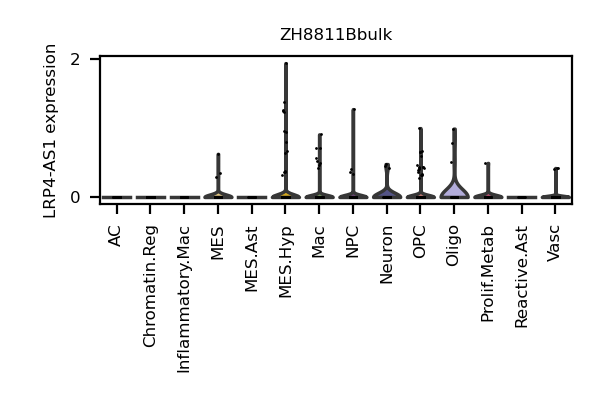 ZH8811Bbulk
LRP4-AS1 expression
2
0
AC
Chromatin.Reg
Inflammatory.Mac
MES
MES.Ast
MES.Hyp
Mac
NPC
Neuron
OPC
Oligo
Prolif.Metab
Reactive.Ast
Vasc